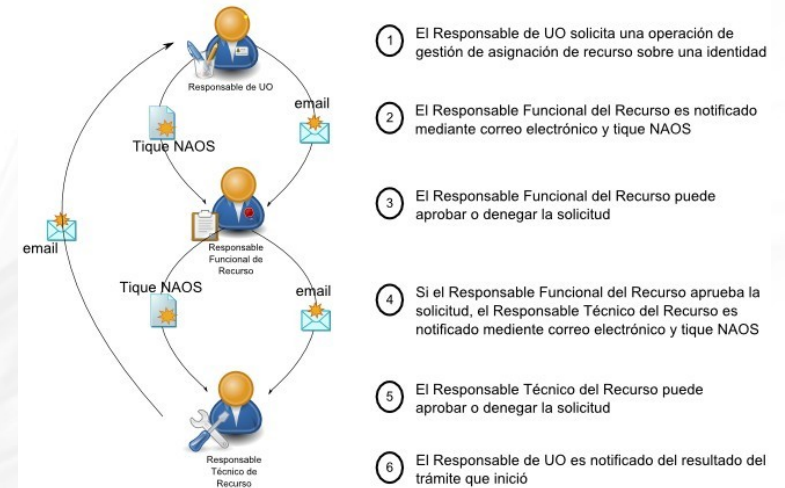 Responsable de UO
email
Tique NAOS
Responsable
Funcional de
Recurso
email
Tique NAOS
email
Responsable
Técnico de
Recurso
1
El Responsable de UO solicita una operación de
gestión de asignación de recurso sobre una identidad
2
El Responsable Funcional del Recurso es notificado
mediante correo electrónico y tique NAOS
3
El Responsable Funcional del Recurso puede
aprobar o denegar la solicitud
4
Si el Responsable Funcional del Recurso aprueba la
solicitud, el Responsable Técnico del Recurso es
notificado mediente correo electrónico y tique NAOS
5
El Responsable Técnico del Recurso puede
aprobar o denegar la solicitud
6
El Responsable de UO es notificado del resultado del
trámite que inició